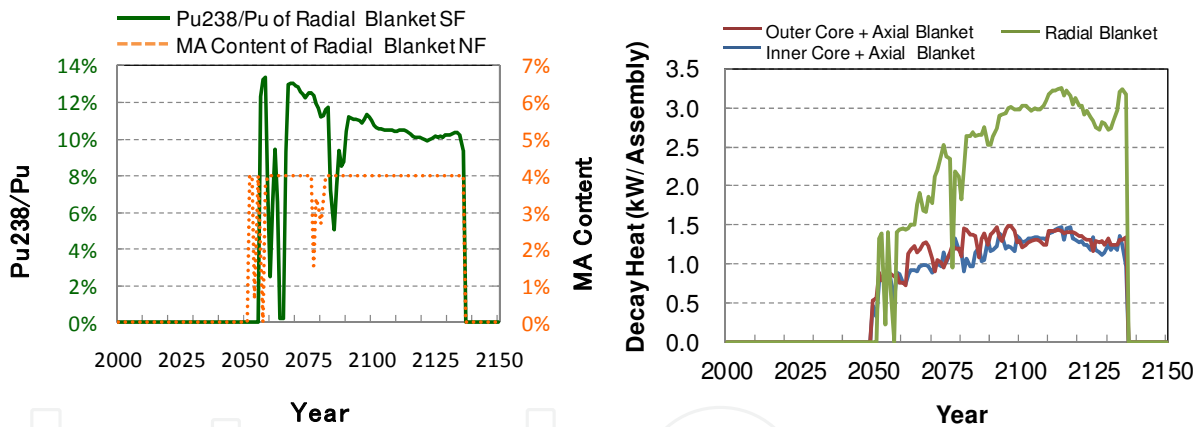 Pu238/Pu of Radial Blanket SF
MA Content of Radial Blanket NF
14%
12%
10%
8%
6%
4%
2%
0%
7%
6%
5%
4%
3%
2%
1%
0%
Pu238/Pu
MA Content
2000 2025 2050 2075 2100 2125 2150
Year
Outer Core + Axial Blanket
Radial Blanket
Inner Core + Axial Blanket
3.5
3.0
2.5
2.0
1.5
1.0
0.5
0.0
Decay Heat (kW/ Assembly)
2000 2025 2050 2075 2100 2125 2150
Year